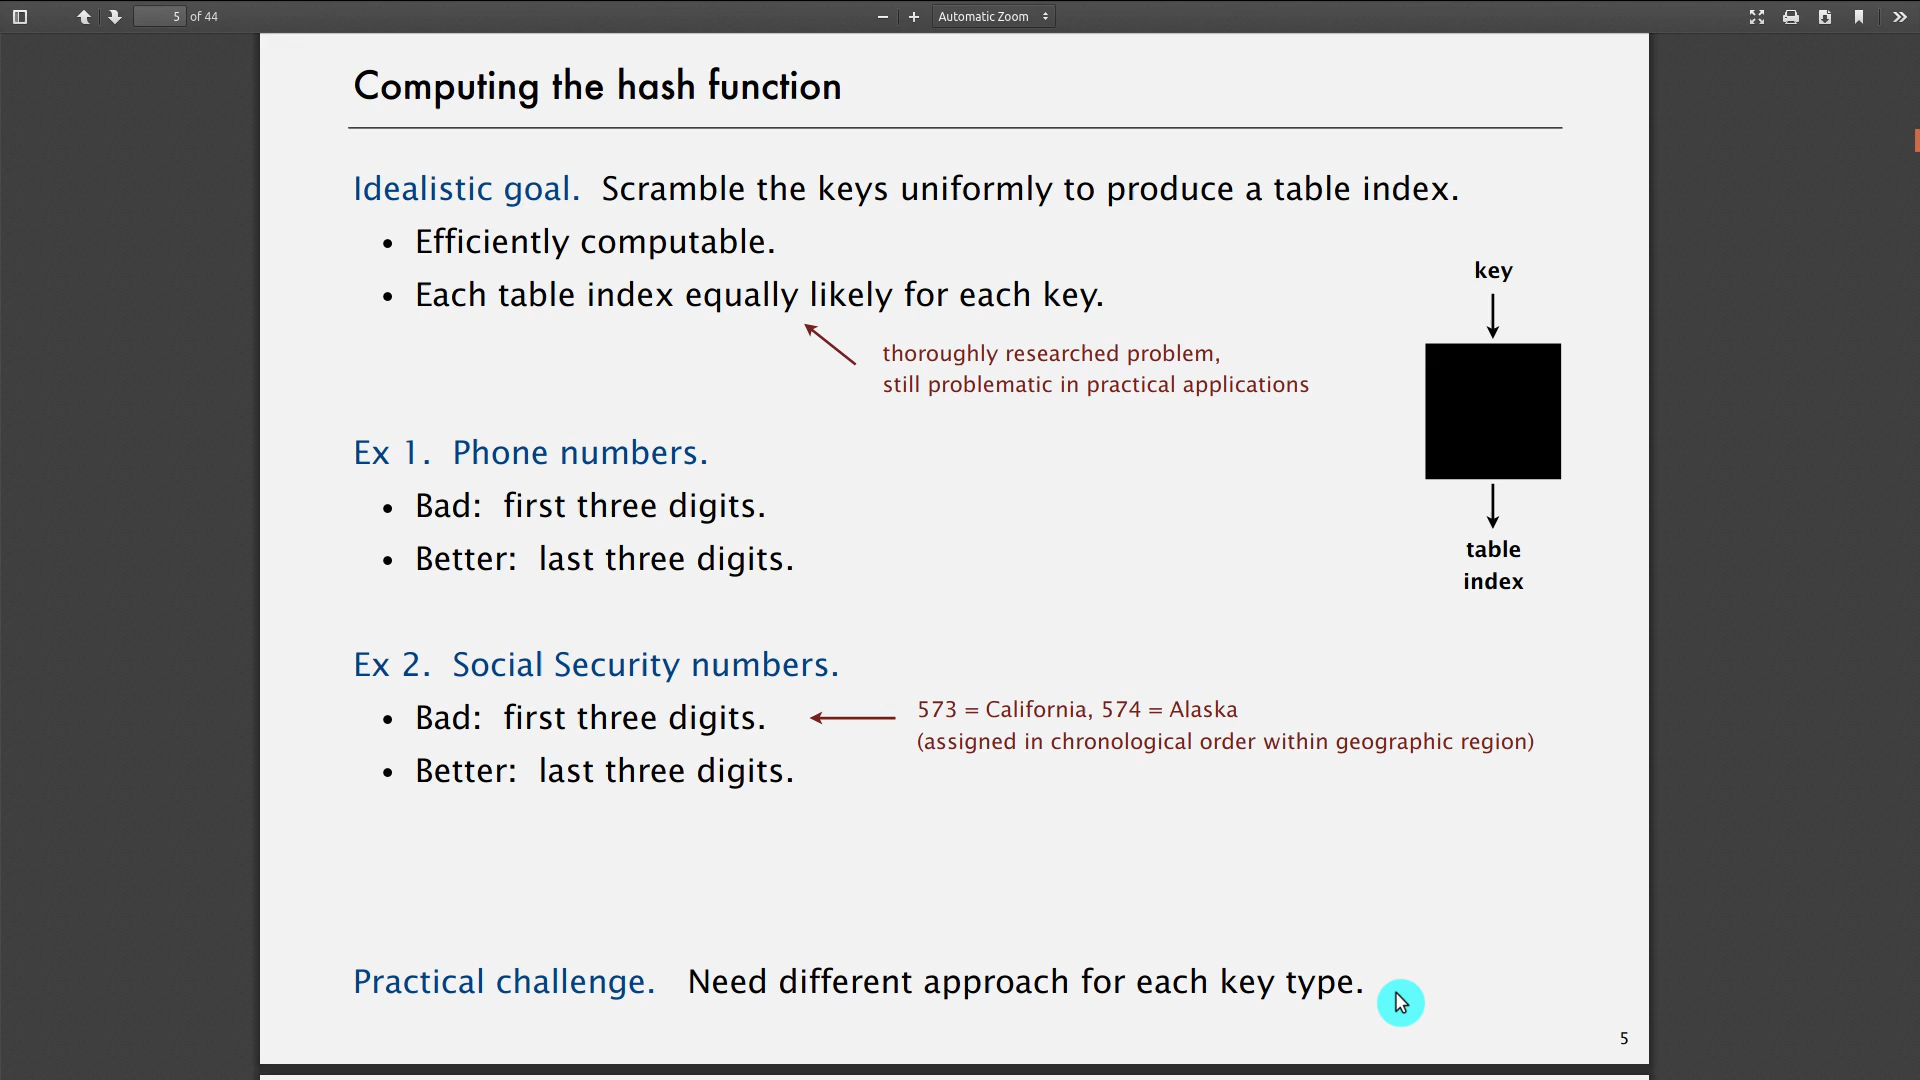 5 of 44
Automatic Zoom
Computing the hash function
Idealistic goal. Scramble the keys uniformly to produce a table index.
• Efficiently computable.
• Each table index equally likely for each key.
thoroughly researched problem,
still problematic in practical applications
key
table
index
Ex 1. Phone numbers.
• Bad: first three digits.
• Better: last three digits.
Ex 2. Social Security numbers.
• Bad: first three digits.
573 = California, 574 = Alaska
(assigned in chronological order within geographic region)
• Better: last three digits.
Practical challenge. Need different approach for each key type.
5